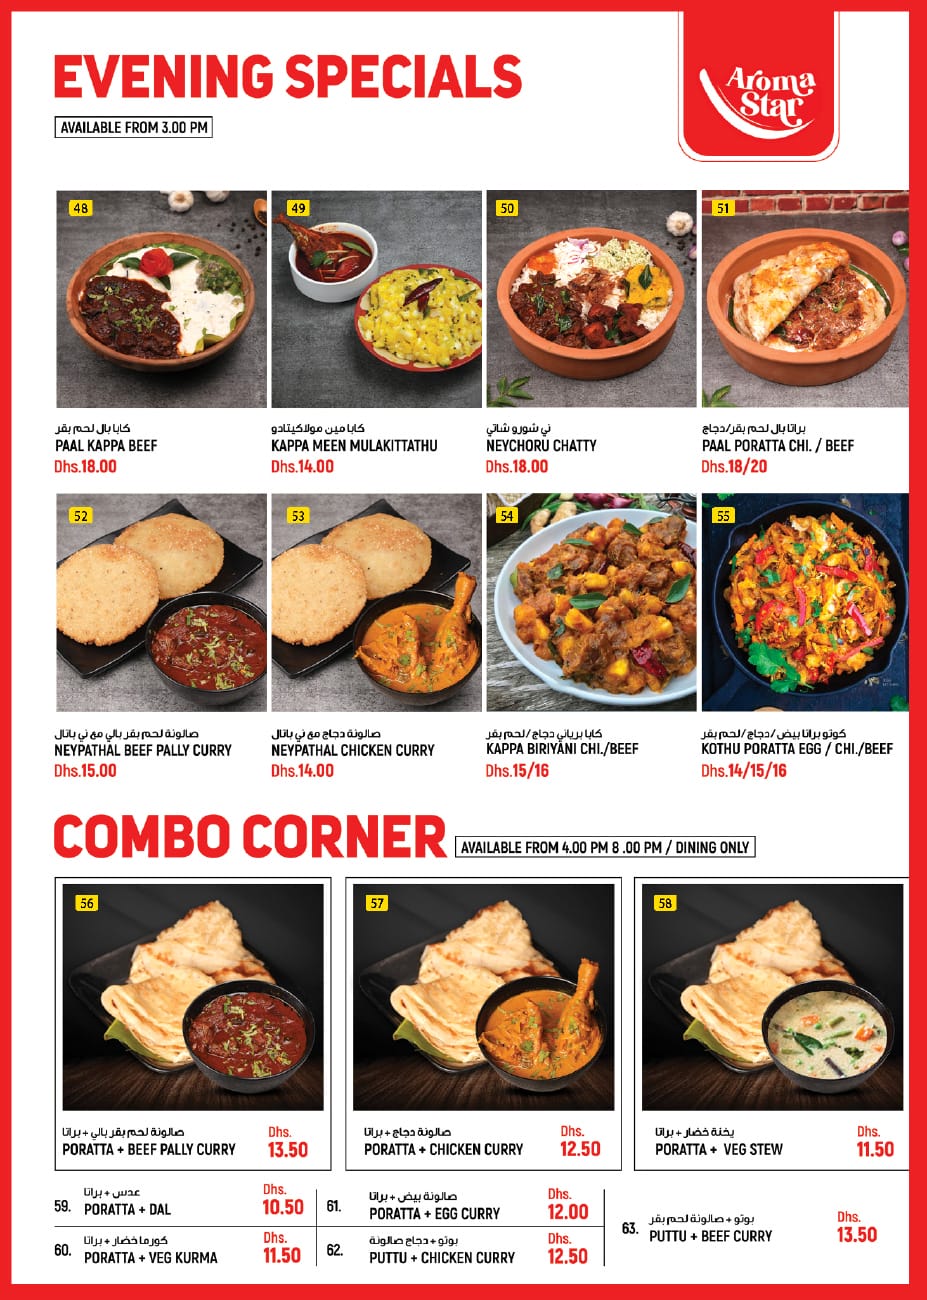 EVENING SPECIALS
AVAILABLE FROM 3.00 PM
Aroma
Star
48
كابا بال لحم بقر
PAAL KAPPA BEEF
Dhs.18.00
49
كابا مين مولاكيتادو
KAPPA MEEN MULAKITTATHU
Dhs.14.00
50
ني شورو شاتي
NEYCHORU CHATTY
Dhs.18.00
51
براتا بال لحم بقر/دجاج
PAAL PORATTA CHI. / BEEF
Dhs.18/20
52
صالونة لحم بقر بالي مع ني باتال
NEYPATHAL BEEF PALLY CURRY
Dhs.15.00
53
صالونة دجاج مع ني باتال
NEYPATHAL CHICKEN CURRY
Dhs.14.00
54
كابا برياني دجاج /لحم بقر
KAPPA BIRIYANI CHI./BEEF
Dhs.15/16
55
كوتو براتا بيض/دجاج/لحم بقر
KOTHU PORATTA EGG / CHI./BEEF
Dhs.14/15/16
COMBO CORNER
AVAILABLE FROM 4.00 PM 8 .00 PM / DINING ONLY
56
صالونة لحم بقر بالي + براتا
PORATTA + BEEF PALLY CURRY
Dhs.
13.50
57
صالونة دجاج + براتا
PORATTA + CHICKEN CURRY
Dhs.
12.50
58
يخنة خضار + براتا
PORATTA + VEG STEW
Dhs.
11.50
59.
عدس + براتا
PORATTA + DAL
Dhs.
10.50
60.
كورما خضار + براتا
PORATTA + VEG KURMA
Dhs.
11.50
61.
صالونة بيض + براتا
PORATTA + EGG CURRY
Dhs.
12.00
62.
بوتو + دجاج صالونة
PUTTU + CHICKEN CURRY
Dhs.
12.50
63.
بوتو + صالونة لحم بقر
PUTTU + BEEF CURRY
Dhs.
13.50